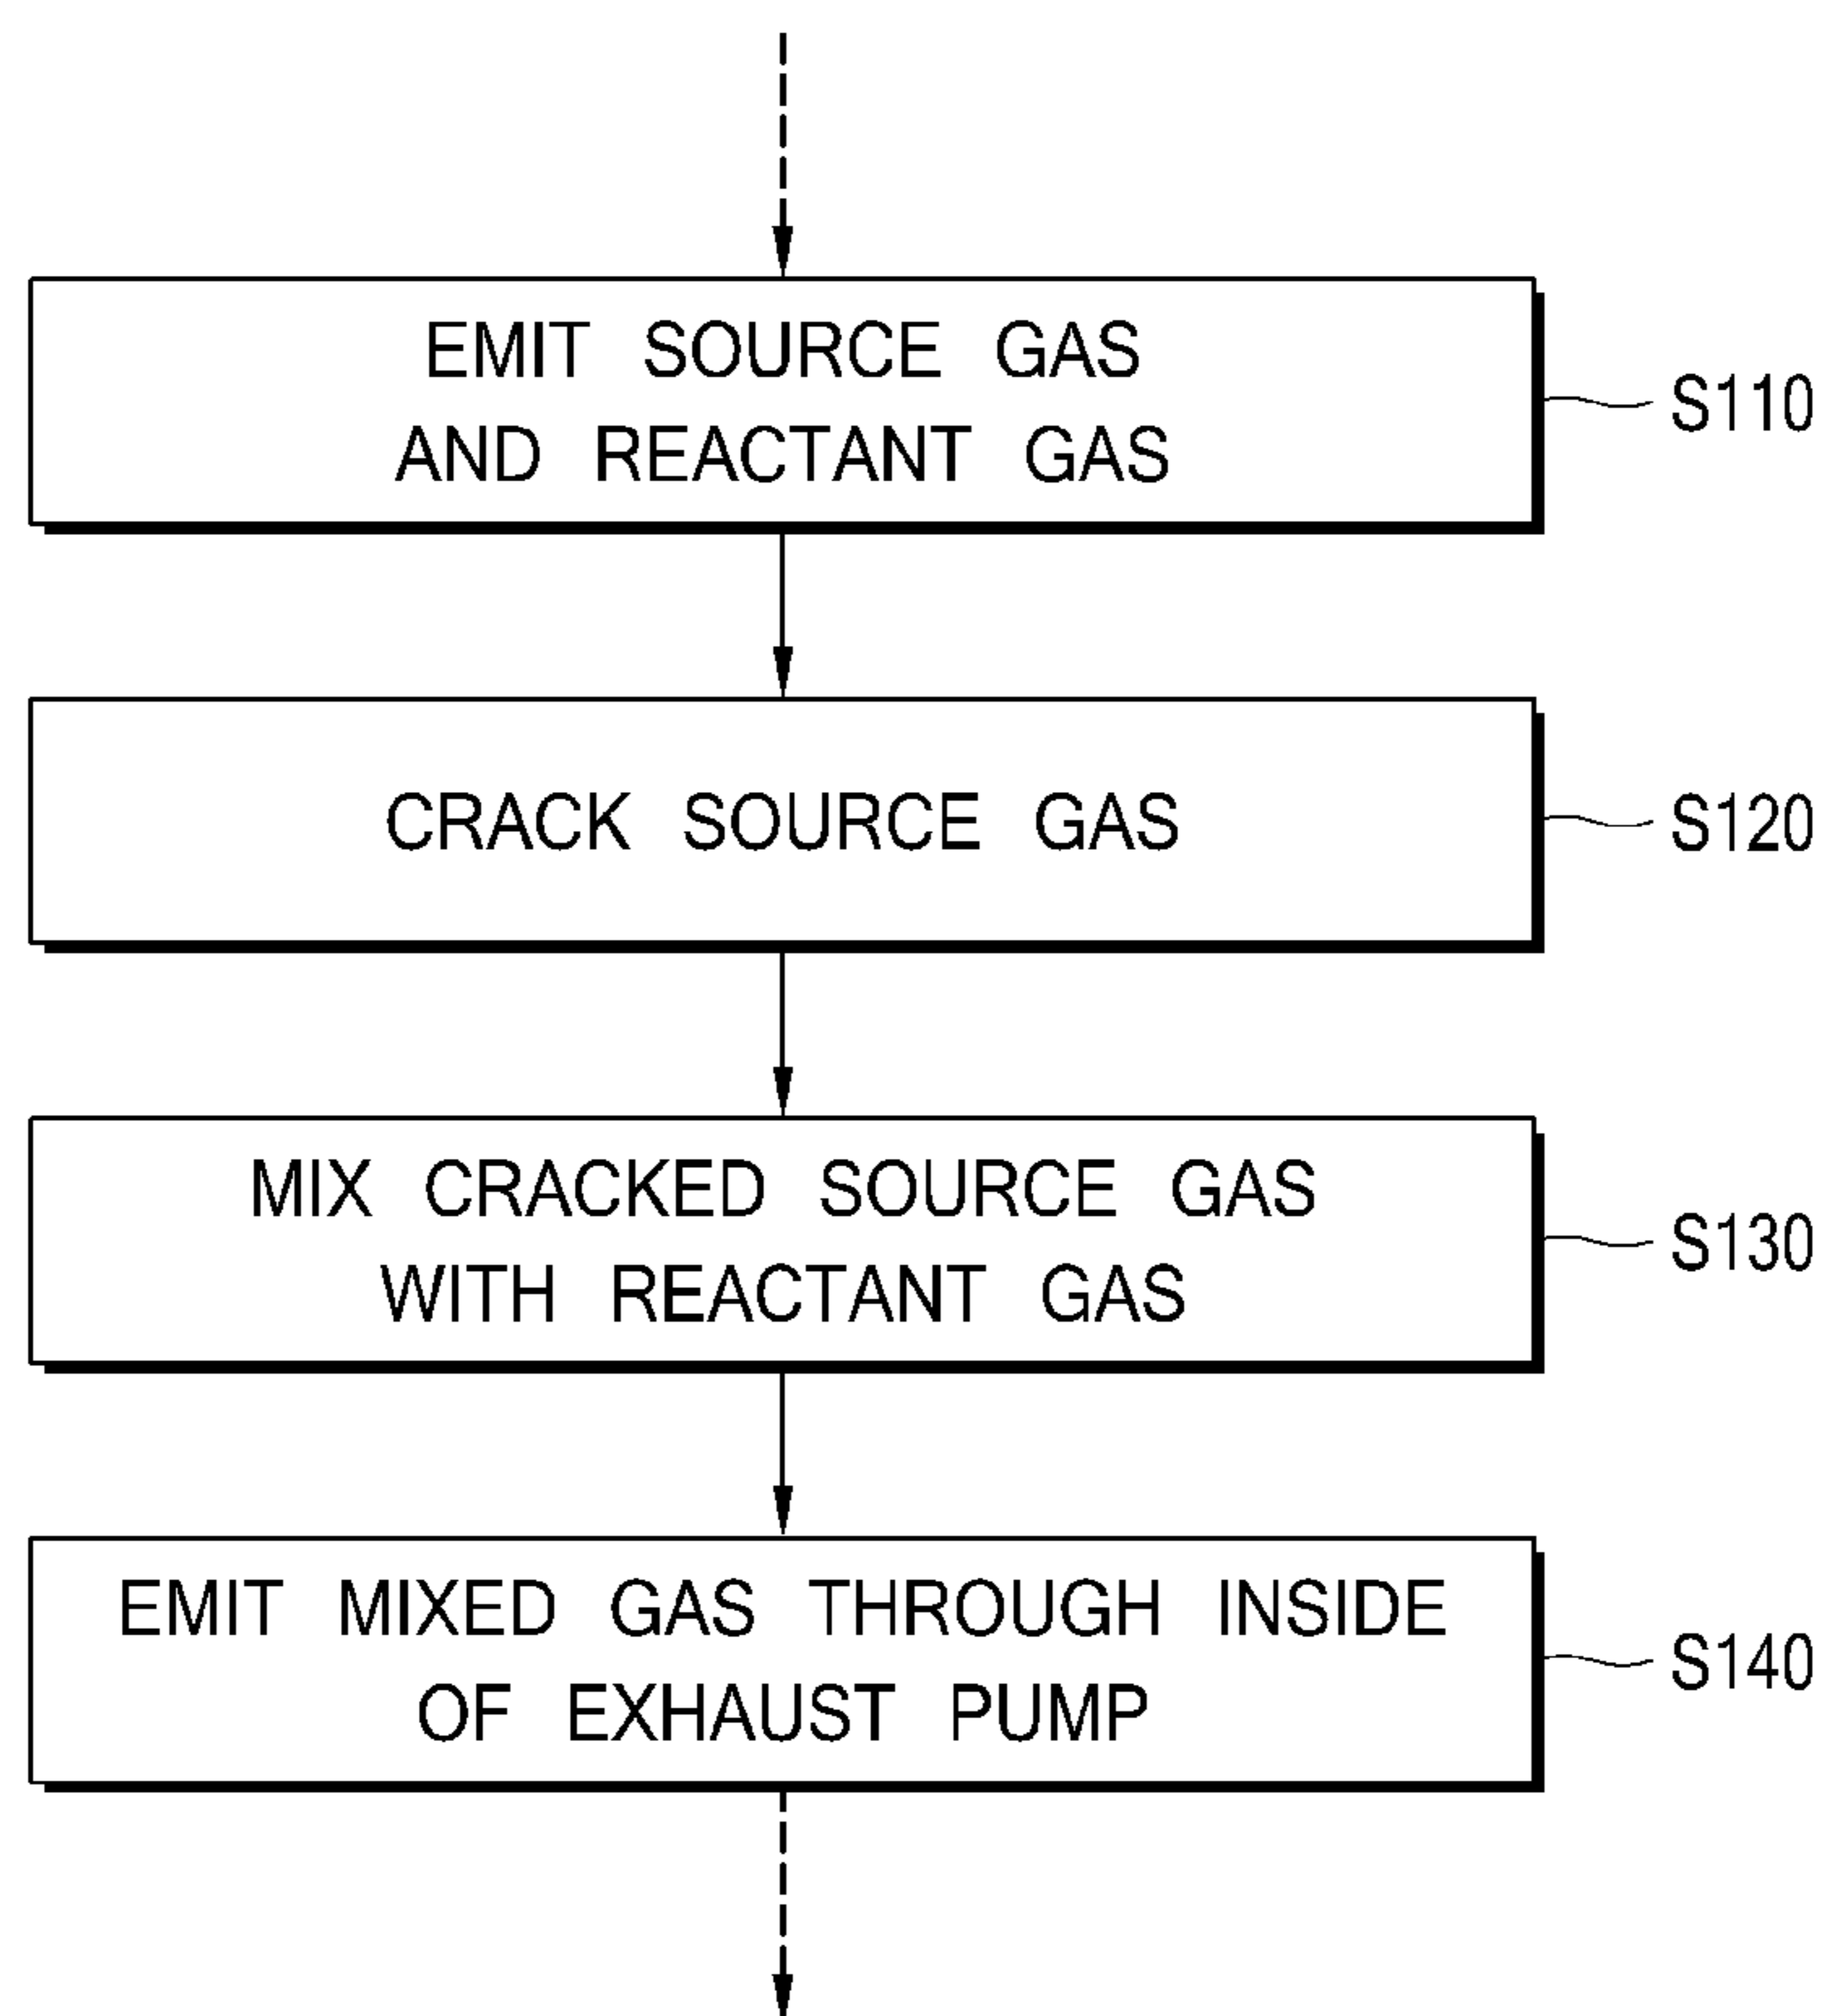 EMIT SOURCE GAS
AND REACTANT GAS
S110
CRACK SOURCE GAS
S120
MIX CRACKED SOURCE GAS
WITH REACTANT GAS
S130
EMIT MIXED GAS THROUGH INSIDE
OF EXHAUST PUMP
S140